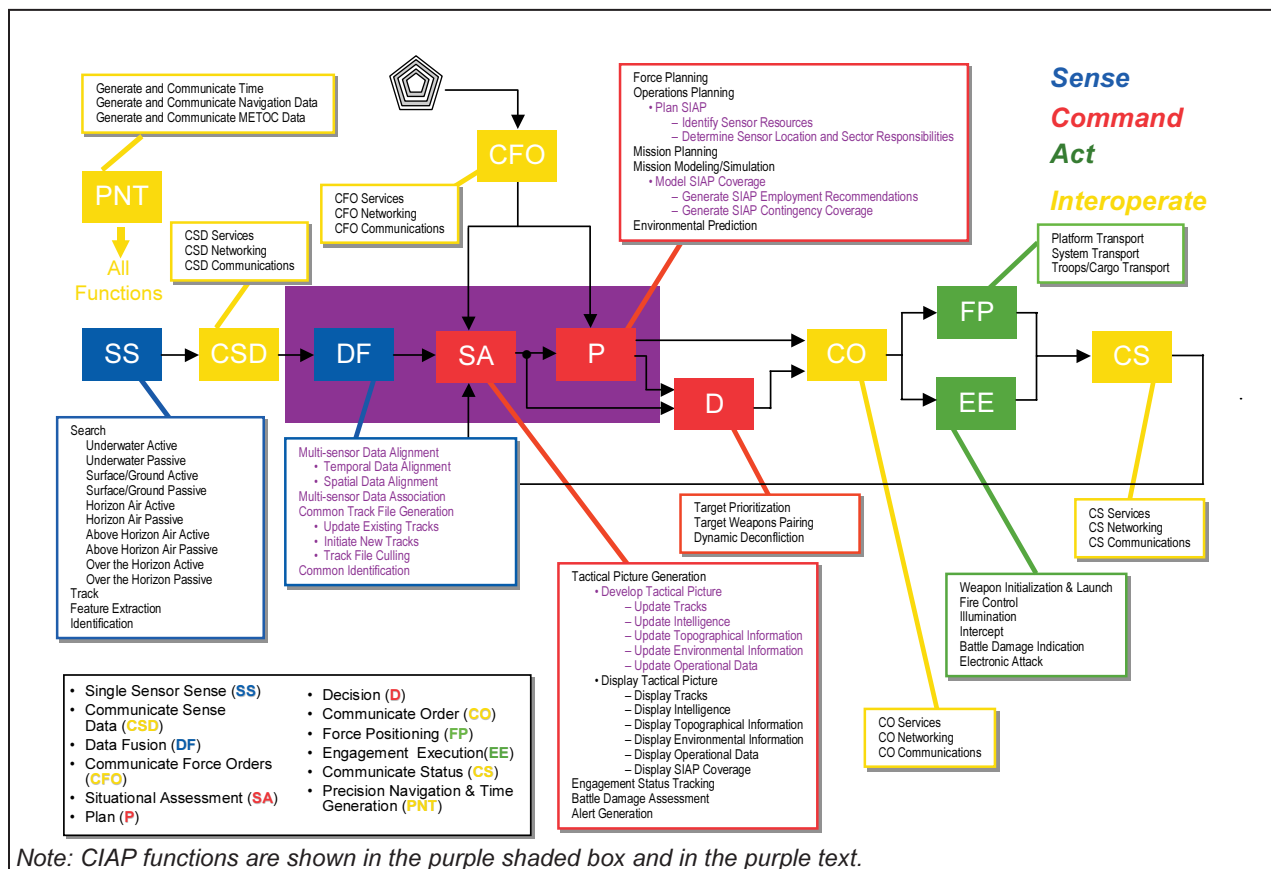 Generate and Communicate Time
Generate and Communicate Navigation Data
Generate and Communicate METOC Data
PNT
All
Functions
CSD Services
CSD Networking
CSD Communications
CFO
CFO Services
CFO Networking
CFO Communications
Force Planning
Operations Planning
• Plan SIAP
– Identify Sensor Resources
– Determine Sensor Location and Sector Responsibilities
Mission Planning
Mission Modeling/Simulation
• Model SIAP Coverage
– Generate SIAP Employment Recommendations
– Generate SIAP Contingency Coverage
Environmental Prediction
Sense
Command
Act
Interoperate
Platform Transport
System Transport
Troops/Cargo Transport
SS
CSD
DF
SA
P
D
CO
FP
EE
CS
Search
Underwater Active
Underwater Passive
Surface/Ground Active
Surface/Ground Passive
Horizon Air Active
Horizon Air Passive
Above Horizon Air Active
Above Horizon Air Passive
Over the Horizon Active
Over the Horizon Passive
Track
Feature Extraction
Identification
Multi-sensor Data Alignment
• Temporal Data Alignment
• Spatial Data Alignment
Multi-sensor Data Association
Common Track File Generation
• Update Existing Tracks
• Initiate New Tracks
• Track File Culling
Common Identification
Target Prioritization
Target Weapons Pairing
Dynamic Deconfliction
CS Services
CS Networking
CS Communications
Tactical Picture Generation
• Develop Tactical Picture
– Update Tracks
– Update Intelligence
– Update Topographical Information
– Update Environmental Information
– Update Operational Data
• Display Tactical Picture
– Display Tracks
– Display Intelligence
– Display Topographical Information
– Display Environmental Information
– Display Operational Data
– Display SIAP Coverage
Engagement Status Tracking
Battle Damage Assessment
Alert Generation
Weapon Initialization & Launch
Fire Control
Illumination
Intercept
Battle Damage Indication
Electronic Attack
CO Services
CO Networking
CO Communications
• Single Sensor Sense (SS)
• Communicate Sense
Data (CSD)
• Data Fusion (DF)
• Communicate Force Orders
(CFO)
• Situational Assessment (SA)
• Plan (P)
• Decision (D)
• Communicate Order (CO)
• Force Positioning (FP)
• Engagement Execution(EE)
• Communicate Status (CS)
• Precision Navigation & Time
Generation (PNT)
Note: CIAP functions are shown in the purple shaded box and in the purple text.